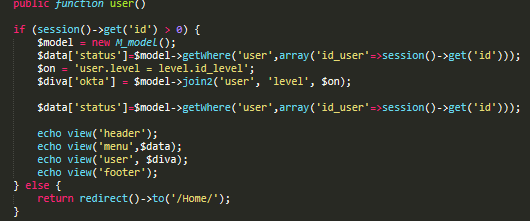 public function user()
if (session()->get('id') > 0) {
$model = new M_model();
$data['status']=$model->getWhere('user',array('id_user'=>session()->get('id')));
$on = 'user.level = level.id_level';
$diva['okta'] = $model->join2('user', 'level', $on);
$data['status']=$model->getWhere('user',array('id_user'=>session()->get('id')));
echo view('header');
echo view('menu',$data);
echo view('user', $diva);
echo view('footer');
} else {
return redirect()->to('/Home/');
}